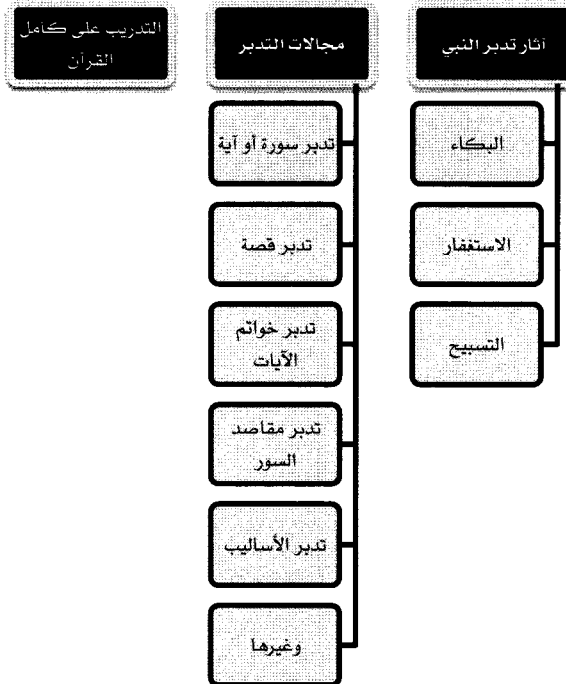 آثار تدبر النبي
البكاء
الاستغفار
التسبيح
مجالات التدبر
تدبر سورة أو آية
تدبر قصة
تدبر خواتم
الآيات
تدبر مقاصد
السور
تدبر الأساليب
وغيرها
التدريب على كامل
القرآن